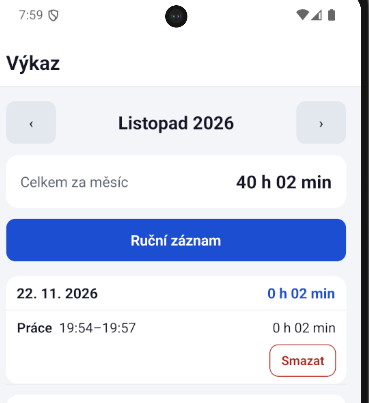 7:59
Výkaz
‹ Listopad 2026 ›
Celkem za měsíc 40 h 02 min
Ruční záznam
22. 11. 2026 0 h 02 min
Práce 19:54–19:57 0 h 02 min
Smazat